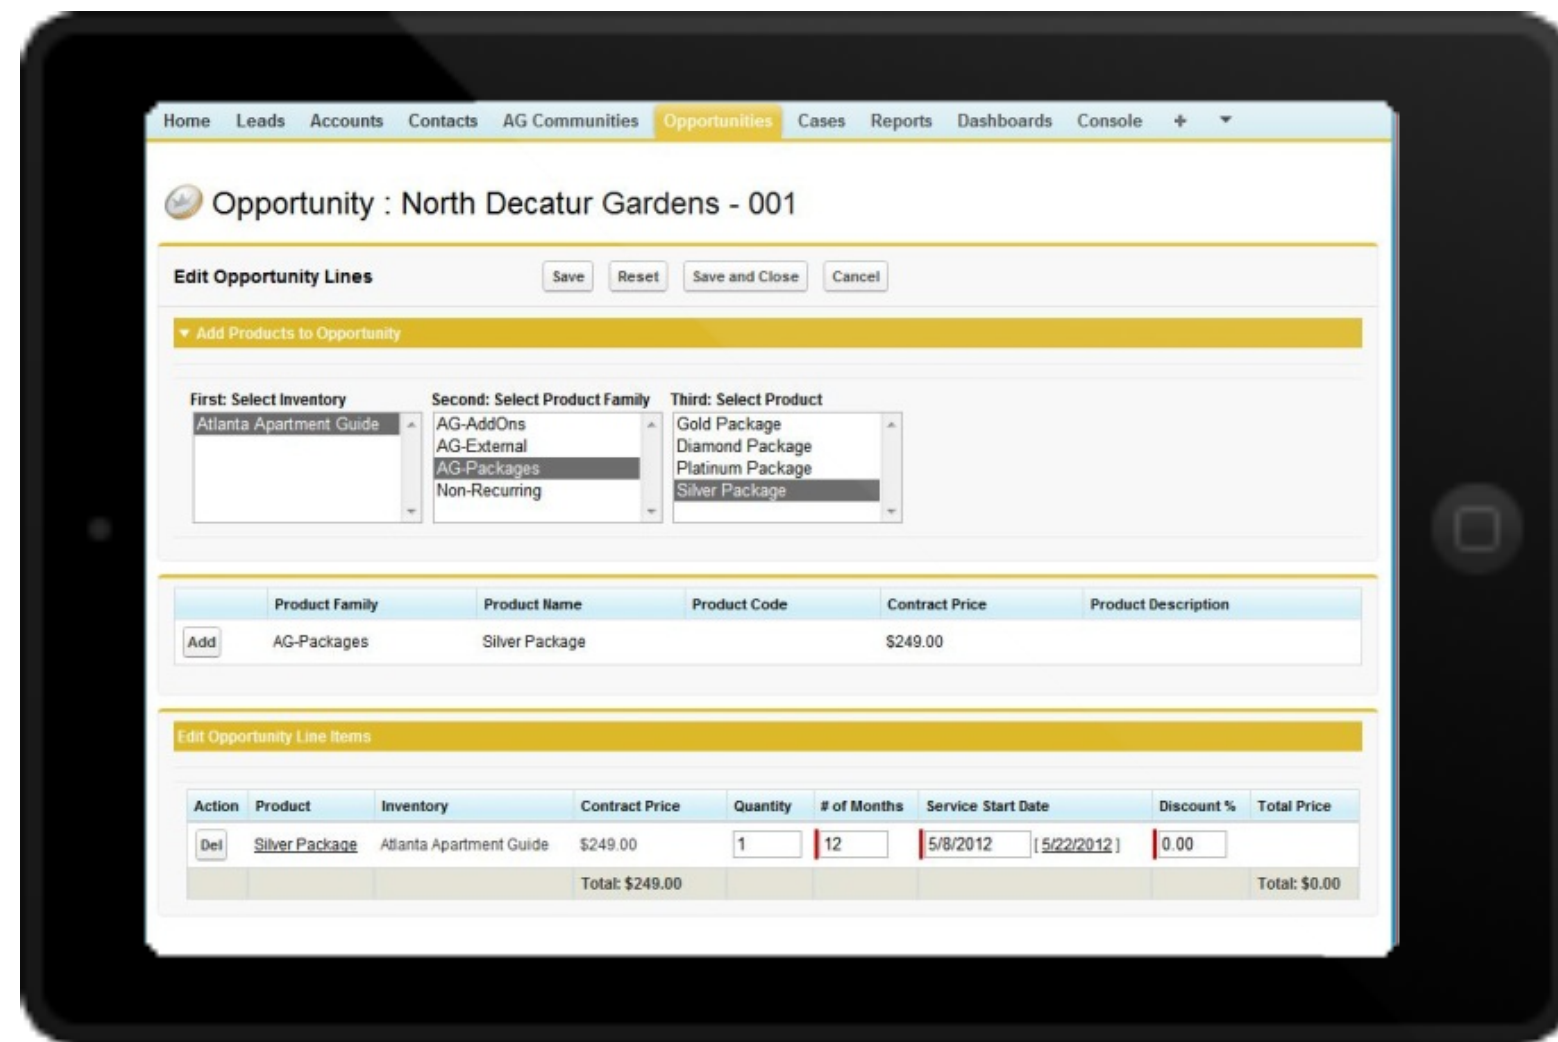 Home Leads Accounts Contacts AG Communities Opportunities Cases Reports Dashboards Console +
Opportunity : North Decatur Gardens - 001
Edit Opportunity Lines Save Reset Save and Close Cancel
Add Products to Opportunity
First: Select Inventory Second: Select Product Family Third: Select Product
Atlanta Apartment Guide AG-AddOns Gold Package
AG-External Diamond Package
AG-Packages Platinum Package
Non-Recurring Silver Package
Product Family Product Name Product Code Contract Price Product Description
Add AG-Packages Silver Package $249.00
Edit Opportunity Line Items
Action Product Inventory Contract Price Quantity # of Months Service Start Date Discount % Total Price
Del Silver Package Atlanta Apartment Guide $249.00 1 12 5/8/2012 [ 5/22/2012 ] 0.00
Total: $249.00 Total: $0.00